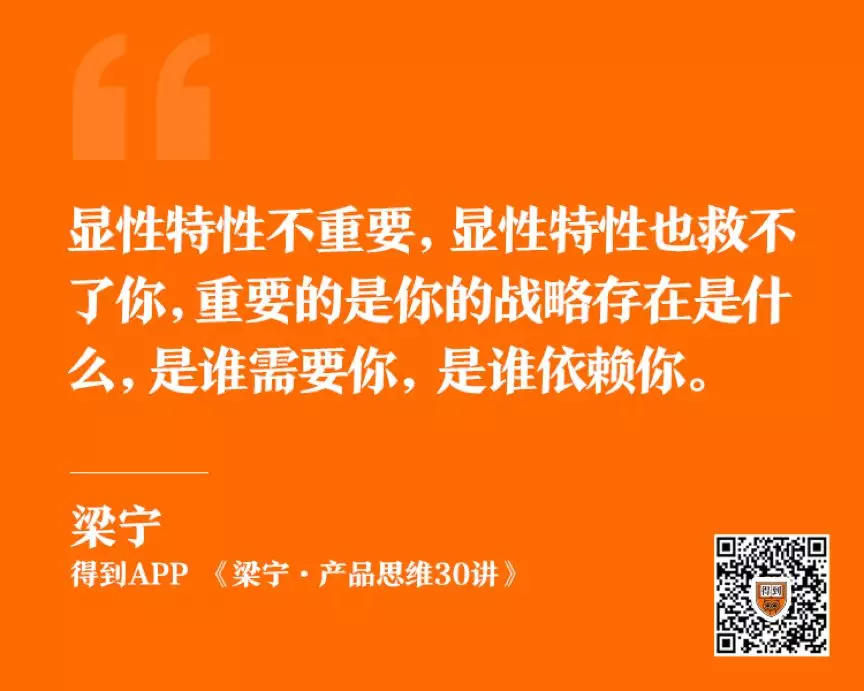 显性特性不重要，显性特性也救不
了你，重要的是你的战略存在是什
么，是谁需要你，是谁依赖你。
梁宁
得到APP 《梁宁·产品思维30讲》
得到